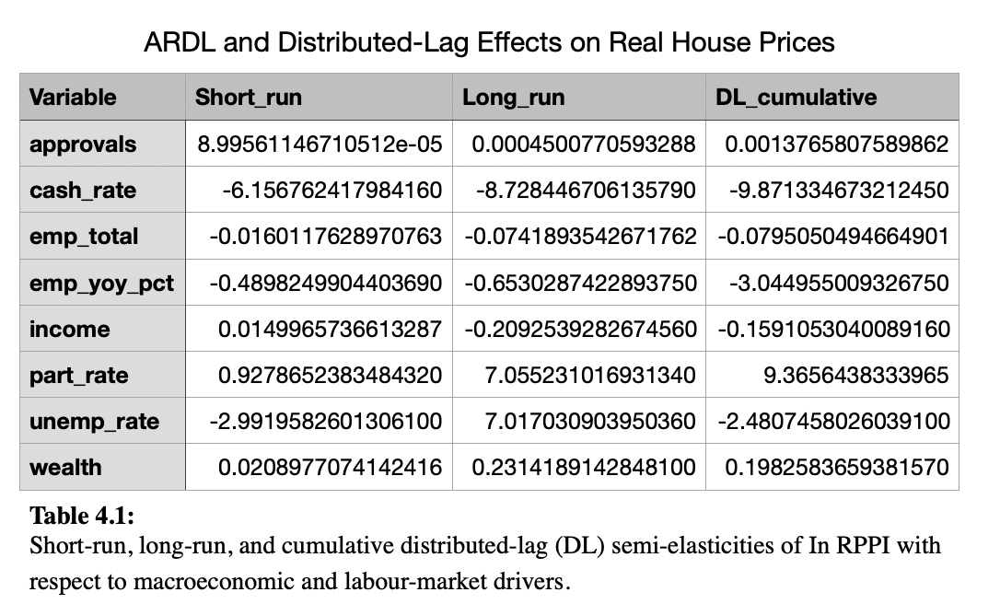 ARDL and Distributed-Lag Effects on Real House Prices
Variable Short_run Long_run DL_cumulative
approvals 8.99561146710512e-05 0.0004500770593288 0.0013765807589862
cash_rate -6.156762417984160 -8.728446706135790 -9.871334673212450
emp_total -0.0160117628970763 -0.0741893542671762 -0.0795050494664901
emp_yoy_pct -0.4898249904403690 -0.6530287422893750 -3.044955009326750
income 0.0149965736613287 -0.2092539282674560 -0.1591053040089160
part_rate 0.9278652383484320 7.055231016931340 9.3656438333965
unemp_rate -2.9919582601306100 7.017030903950360 -2.4807458026039100
wealth 0.0208977074142416 0.2314189142848100 0.1982583659381570
Table 4.1:
Short-run, long-run, and cumulative distributed-lag (DL) semi-elasticities of In RPPI with
respect to macroeconomic and labour-market drivers.